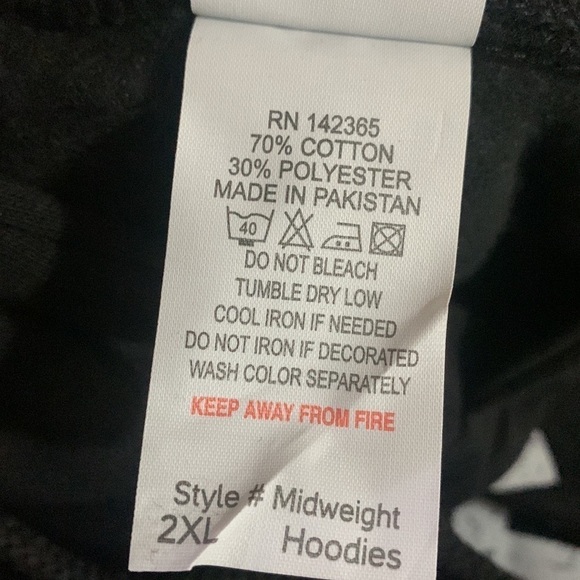 RN 142365
70% COTTON
30% POLYESTER
MADE IN PAKISTAN
40
DO NOT BLEACH
TUMBLE DRY LOW
COOL IRON IF NEEDED
DO NOT IRON IF DECORATED
WASH COLOR SEPARATELY
KEEP AWAY FROM FIRE
Style # Midweight
2XL Hoodies